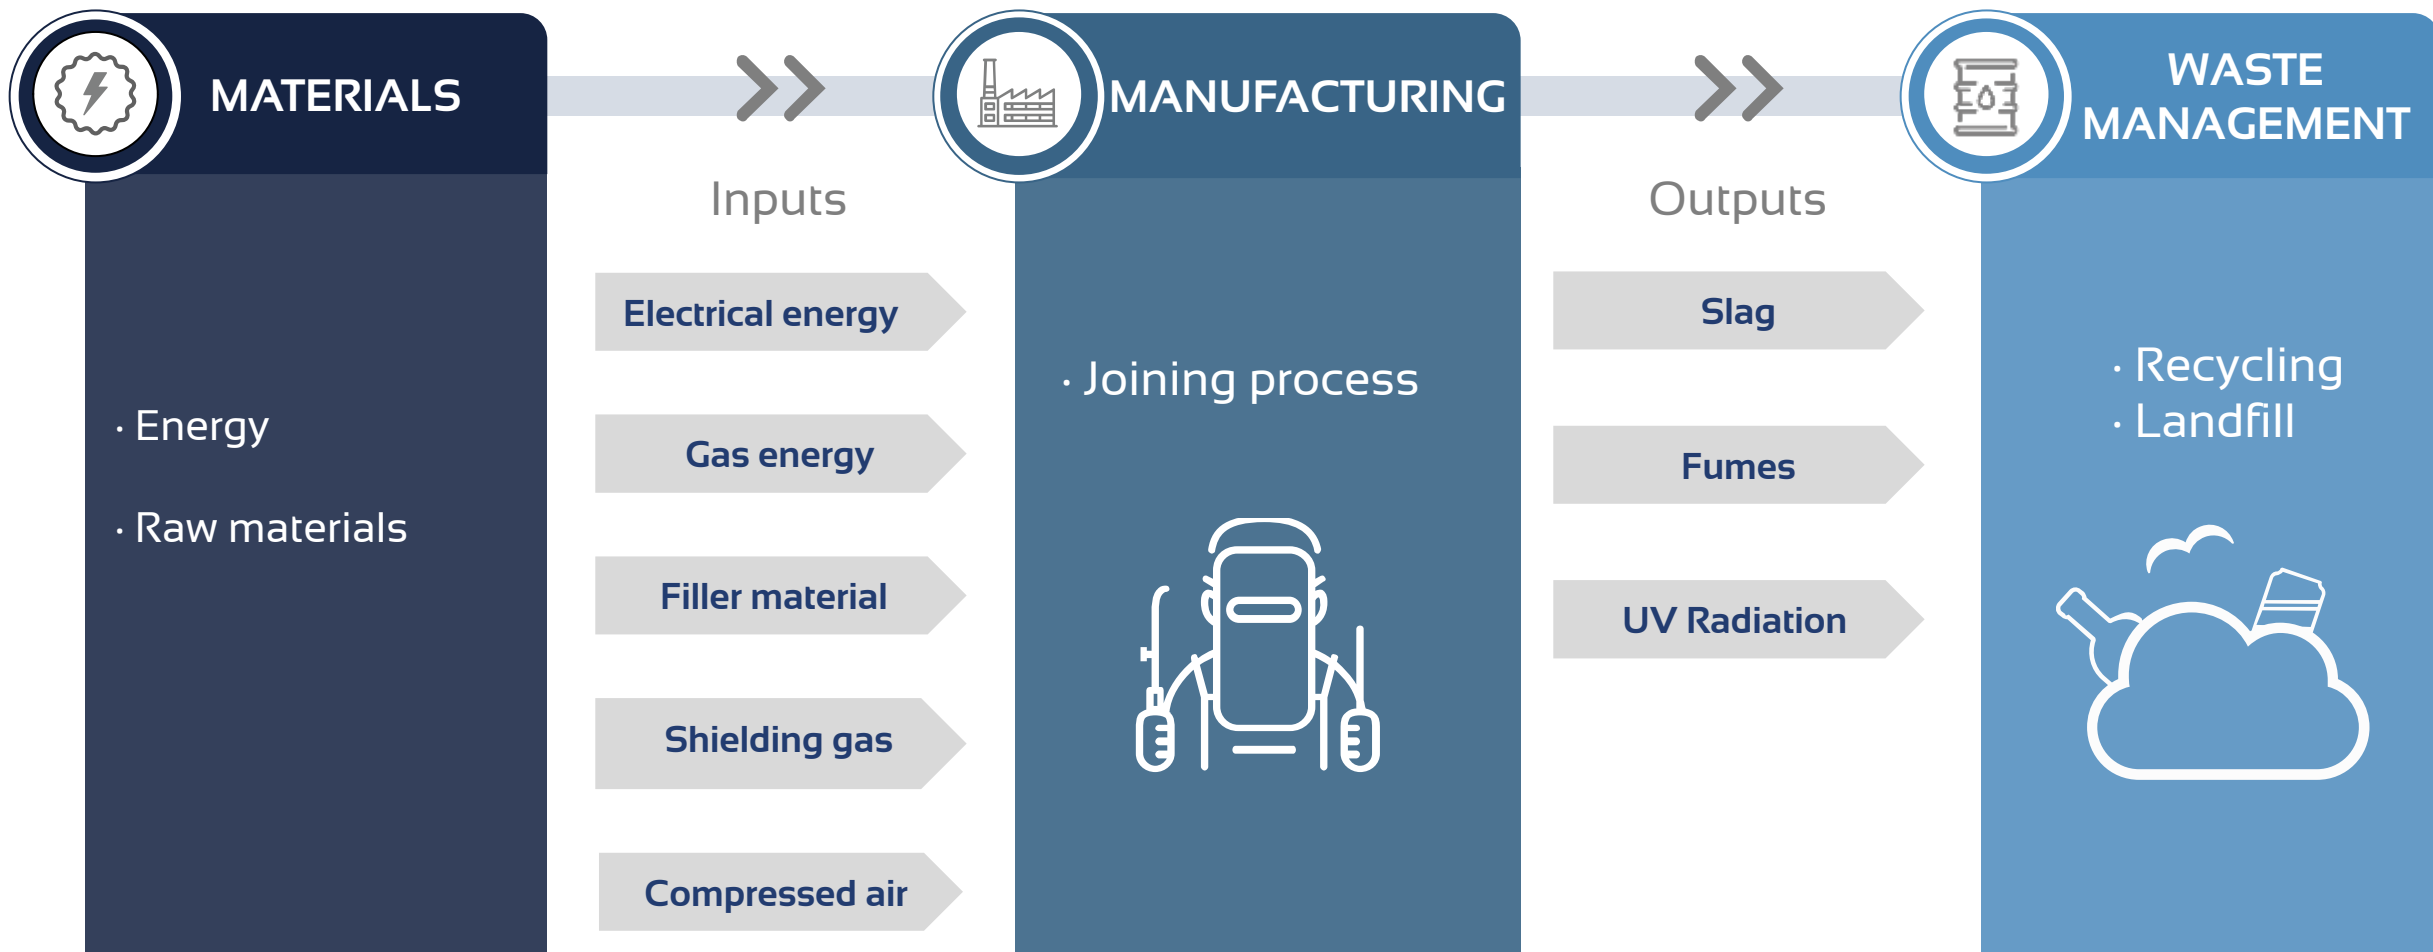 MATERIALS
· Energy
· Raw materials
Inputs
Electrical energy
Gas energy
Filler material
Shielding gas
Compressed air
MANUFACTURING
· Joining process
Outputs
Slag
Fumes
UV Radiation
WASTE
MANAGEMENT
· Recycling
· Landfill